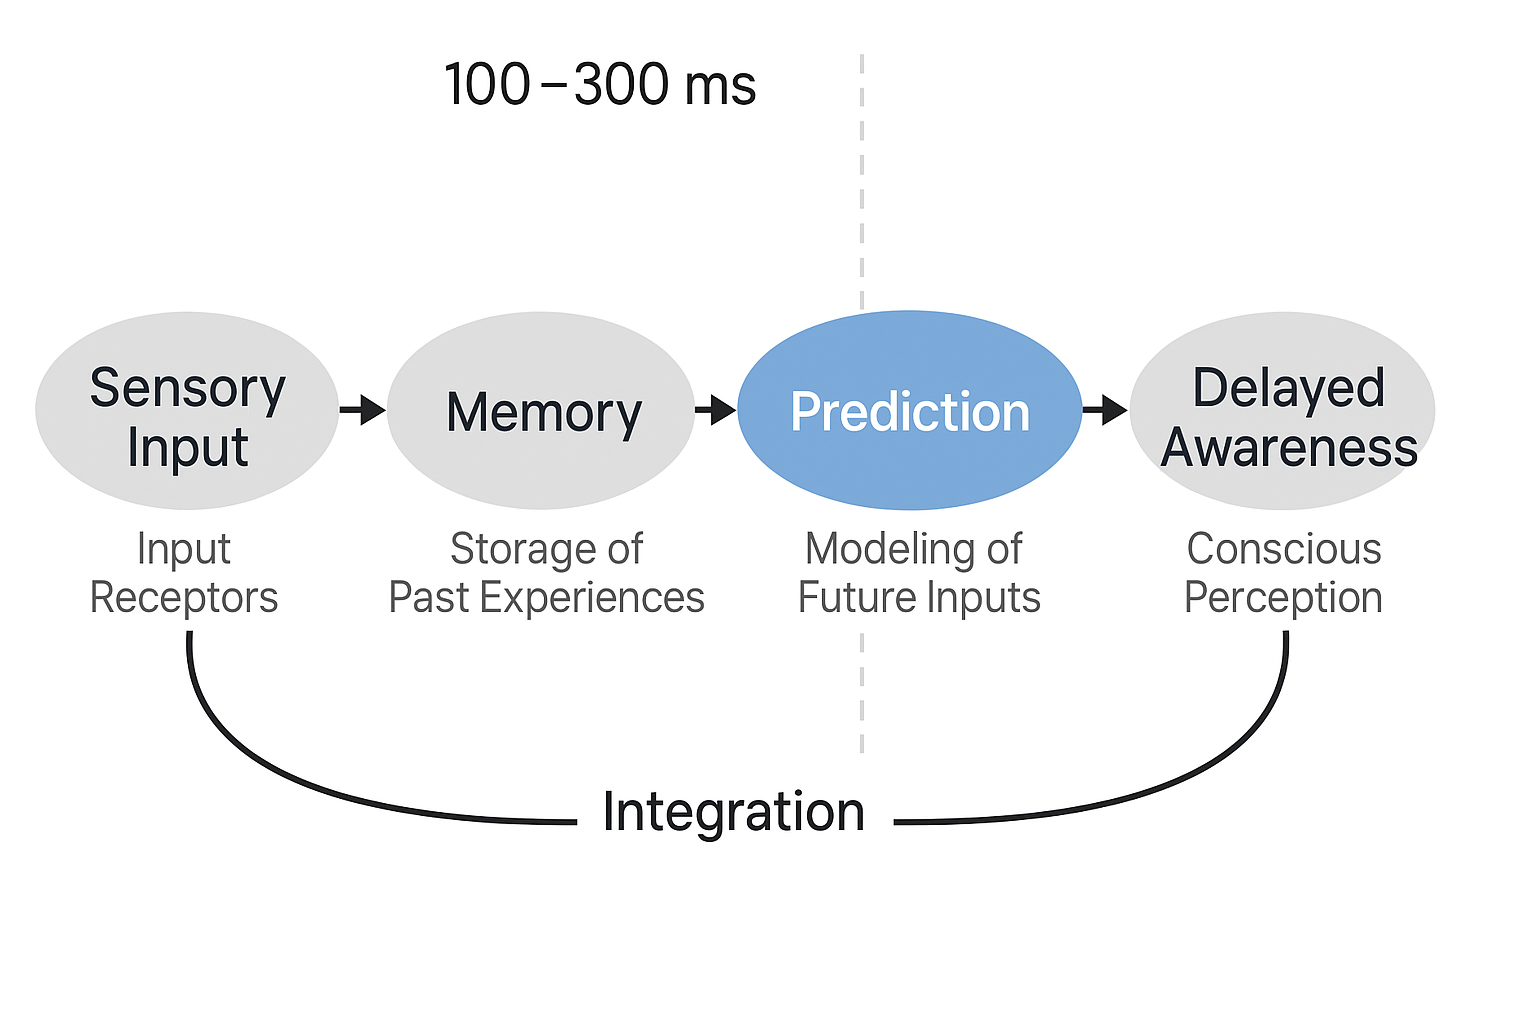 100–300 ms
Sensory
Input
Memory
Prediction
Delayed
Awareness
Input
Receptors
Storage of
Past Experiences
Modeling of
Future Inputs
Conscious
Perception
Integration